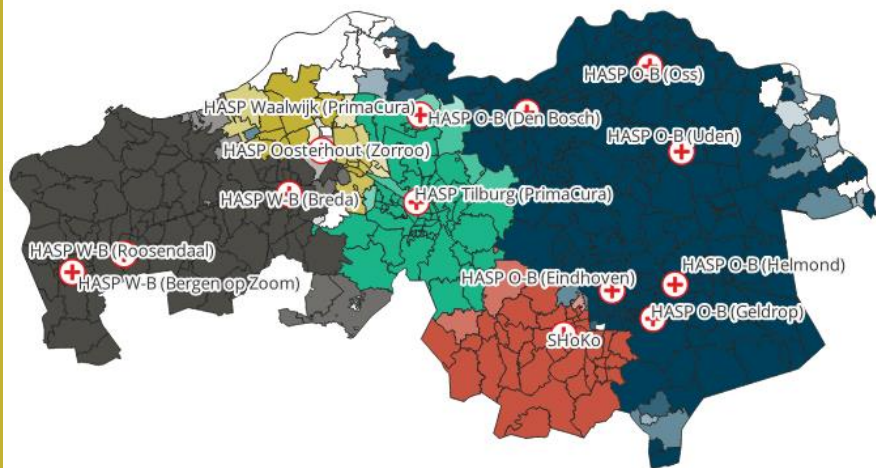 HASP O-B (Oss)
HASP Waalwijk (PrimaCura)
HASP O-B (Den Bosch)
HASP O-B (Uden)
HASP Oosterhout (Zorroo)
HASP W-B (Breda)
HASP Tilburg (PrimaCura)
HASP W-B (Roosendaal)
HASP W-B (Bergen op Zoom)
HASP O-B (Eindhoven)
HASP O-B (Helmond)
HASP O-B (Geldrop)
SHoKo